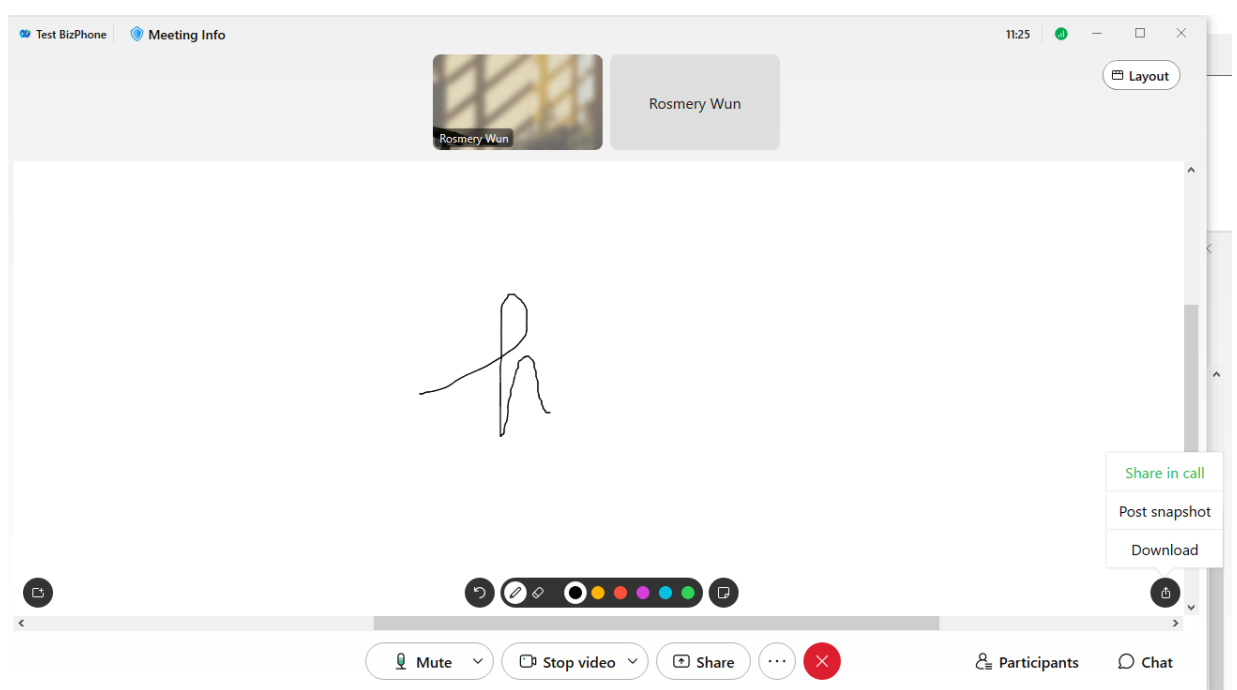 Test BizPhone Meeting Info 11:25
Layout
Rosmery Wun
Rosmery Wun
h
Share in call
Post snapshot
Download
Mute Stop video Share Participants Chat